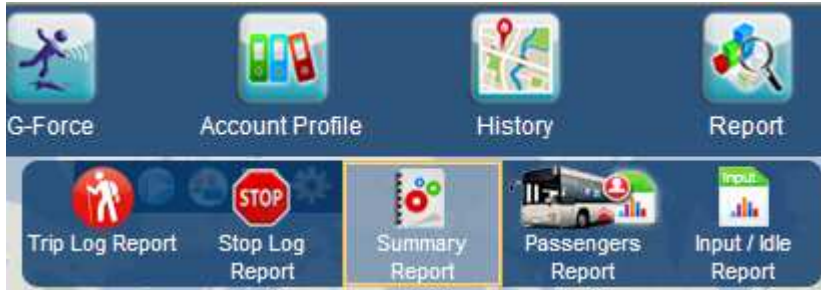 G-Force Account Profile History Report
STOP Input
Trip Log Report Stop Log Summary Passengers Input / Idle
Report Report Report Report